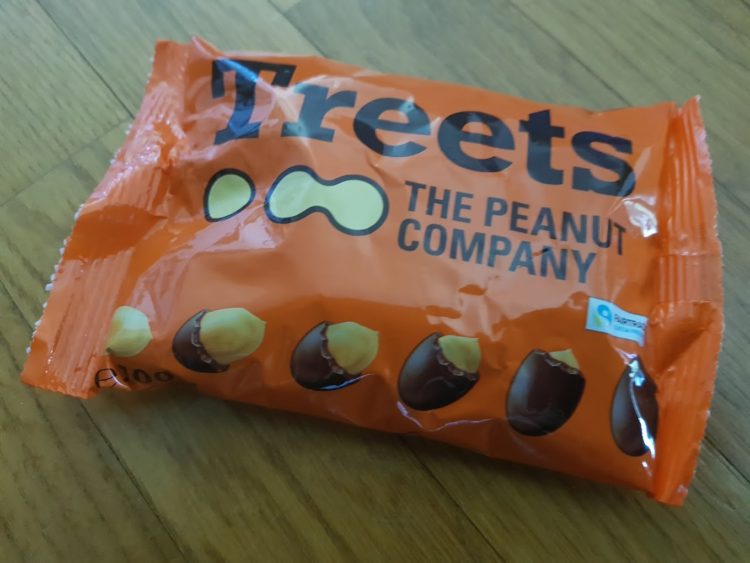 Treets
THE PEANUT
COMPANY